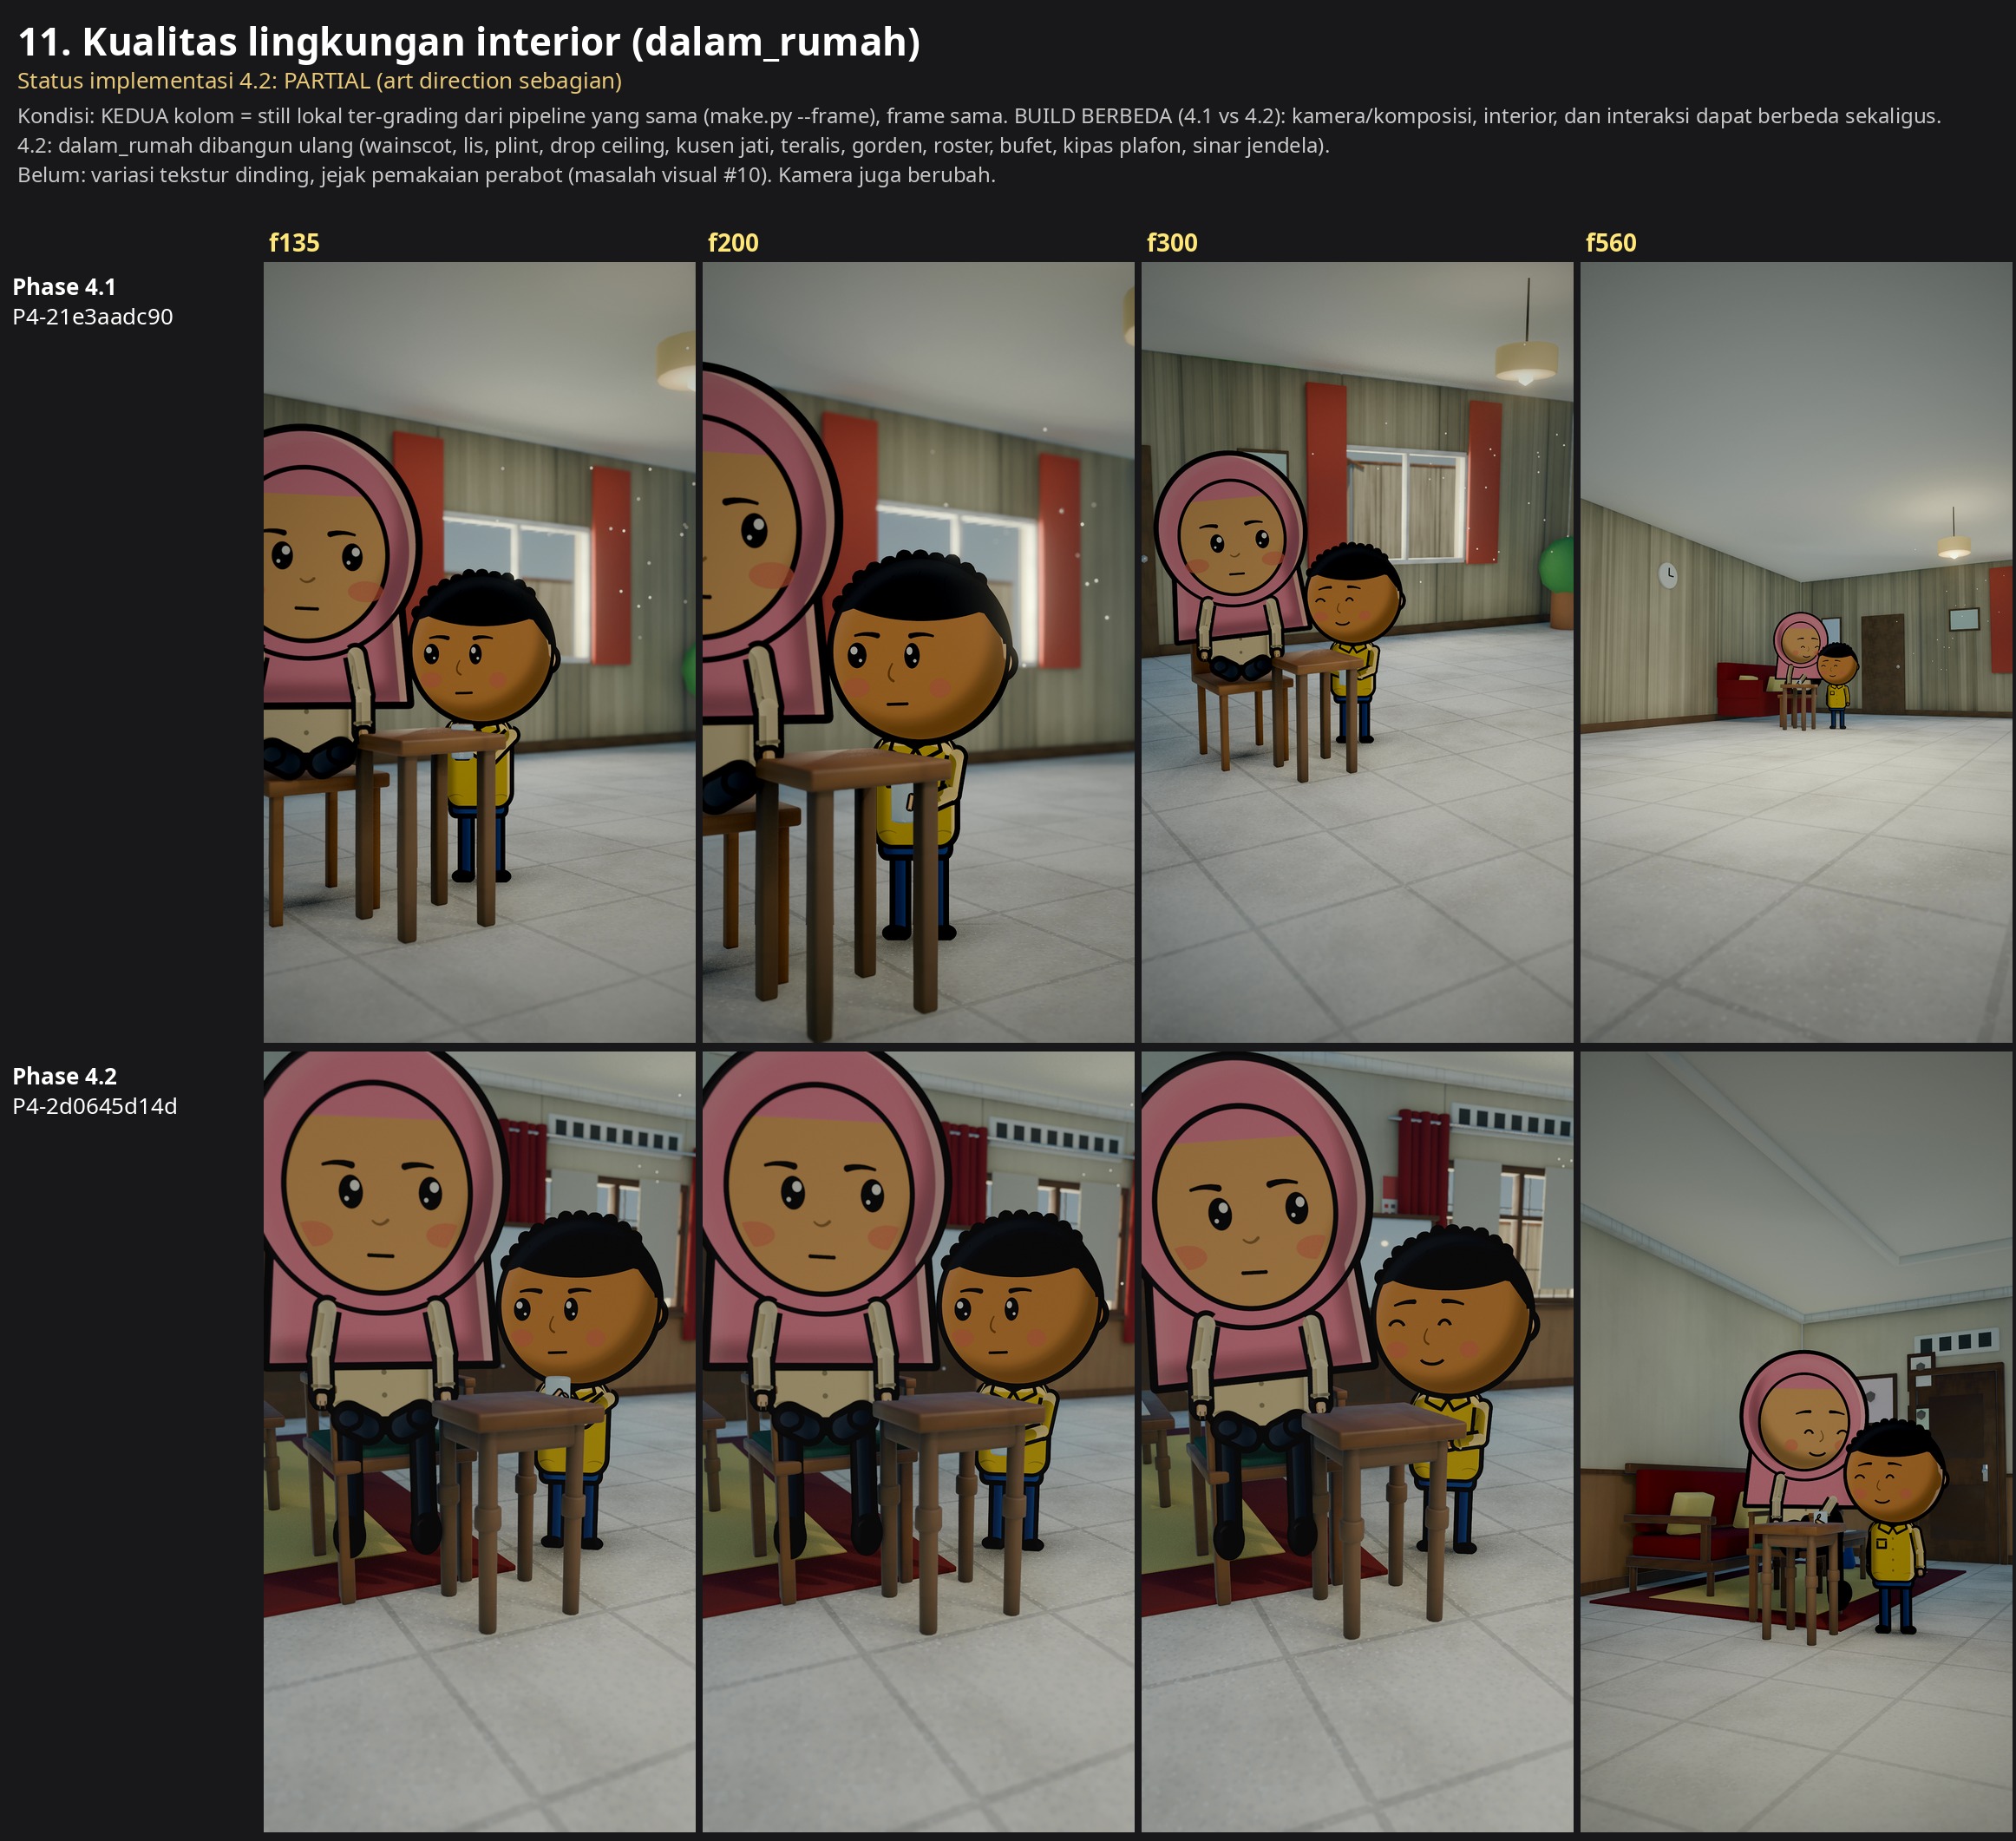 11. Kualitas lingkungan interior (dalam_rumah)
Status implementasi 4.2: PARTIAL (art direction sebagian)
Kondisi: KEDUA kolom = still lokal ter-grading dari pipeline yang sama (make.py --frame), frame sama. BUILD BERBEDA (4.1 vs 4.2): kamera/komposisi, interior, dan interaksi dapat berbeda sekaligus.
4.2: dalam_rumah dibangun ulang (wainscot, lis, plint, drop ceiling, kusen jati, teralis, gorden, roster, bufet, kipas plafon, sinar jendela).
Belum: variasi tekstur dinding, jejak pemakaian perabot (masalah visual #10). Kamera juga berubah.
f135 f200 f300 f560
Phase 4.1
P4-21e3aadc90
Phase 4.2
P4-2d0645d14d